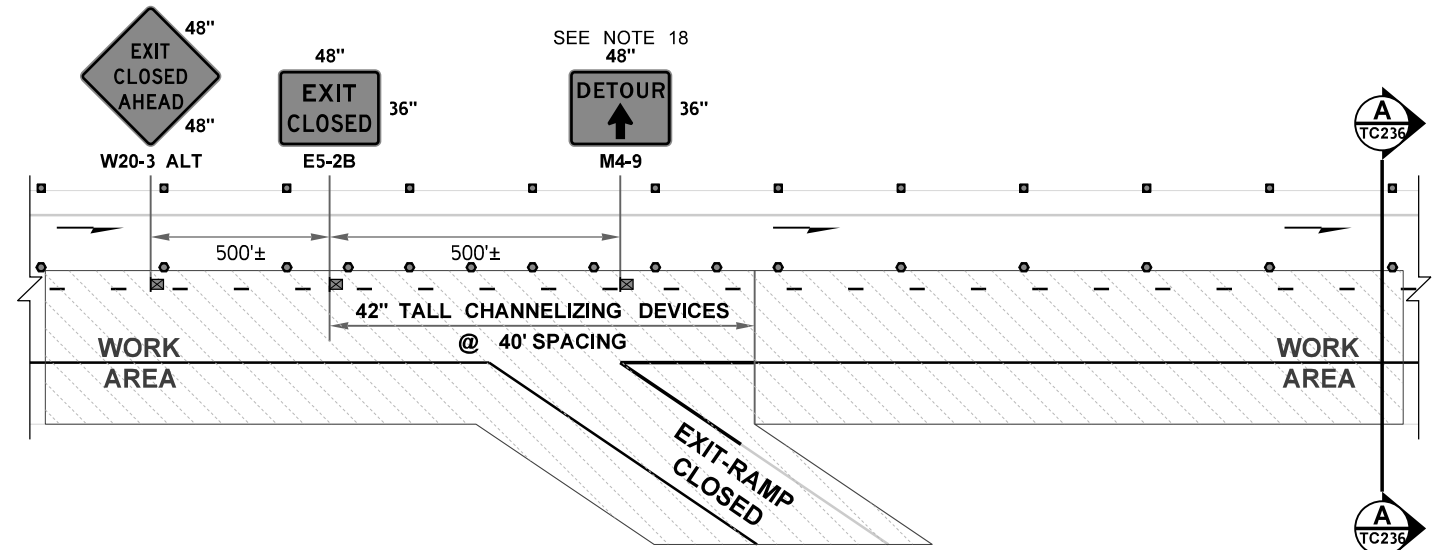 EXIT
CLOSED
AHEAD
48"
48"
W20-3 ALT
48"
EXIT
CLOSED
36"
E5-2B
SEE NOTE 18
48"
DETOUR
36"
M4-9
A
TC236
500'±
500'±
42" TALL CHANNELIZING DEVICES
@ 40' SPACING
WORK
AREA
WORK
AREA
EXIT-RAMP
CLOSED
A
TC236